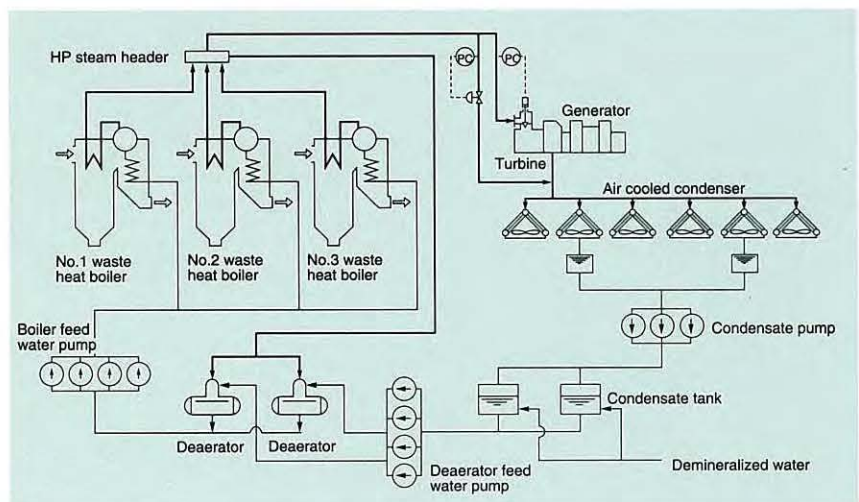 HP steam header
PC
PC
Generator
Turbine
Air cooled condenser
No.1 waste
heat boiler
No.2 waste
heat boiler
No.3 waste
heat boiler
Boiler feed
water pump
Condensate pump
Condensate tank
Deaerator
Deaerator
Deaerator feed
water pump
Demineralized water